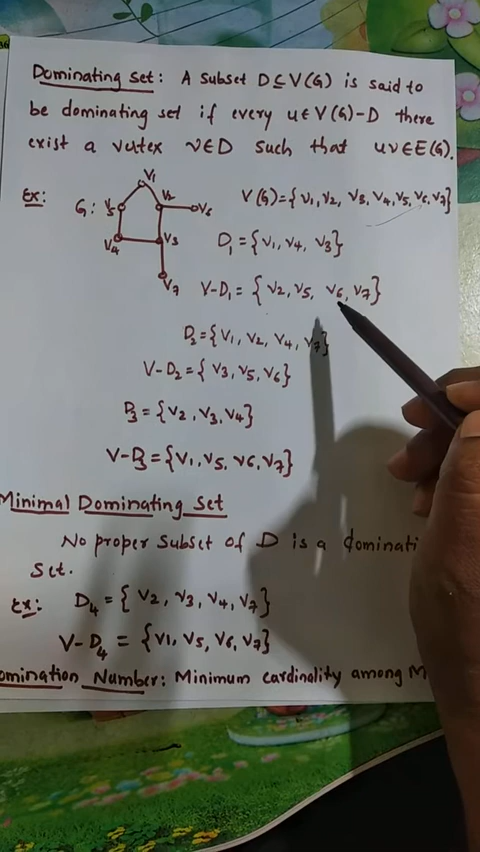 Dominating Set: A subset D⊆V(G) is said to
be dominating set if every u∈V(G)-D there
exist a vertex v∈D such that uv∈E(G).
Ex: G: V1 V2 V3 V4 V5 V6 V7
V(G)={V1, V2, V3, V4, V5, V6, V7}
D1={V1, V4, V3}
V-D1={V2, V5, V6, V7}
D2={V1, V2, V4, V7}
V-D2={V3, V5, V6}
D3={V2, V3, V4}
V-D3={V1, V5, V6, V7}
Minimal Dominating Set
No proper subset of D is a dominati
Set.
Ex: D4={V2, V3, V4, V7}
V-D4={V1, V5, V6, V7}
omination Number: Minimum cardinality among M